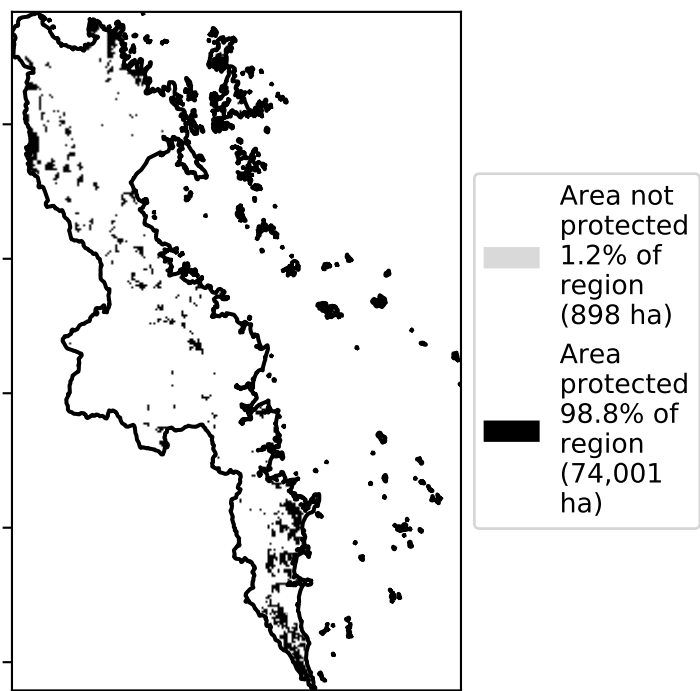 Area not
protected
1.2% of
region
(898 ha)
Area
protected
98.8% of
region
(74,001
ha)